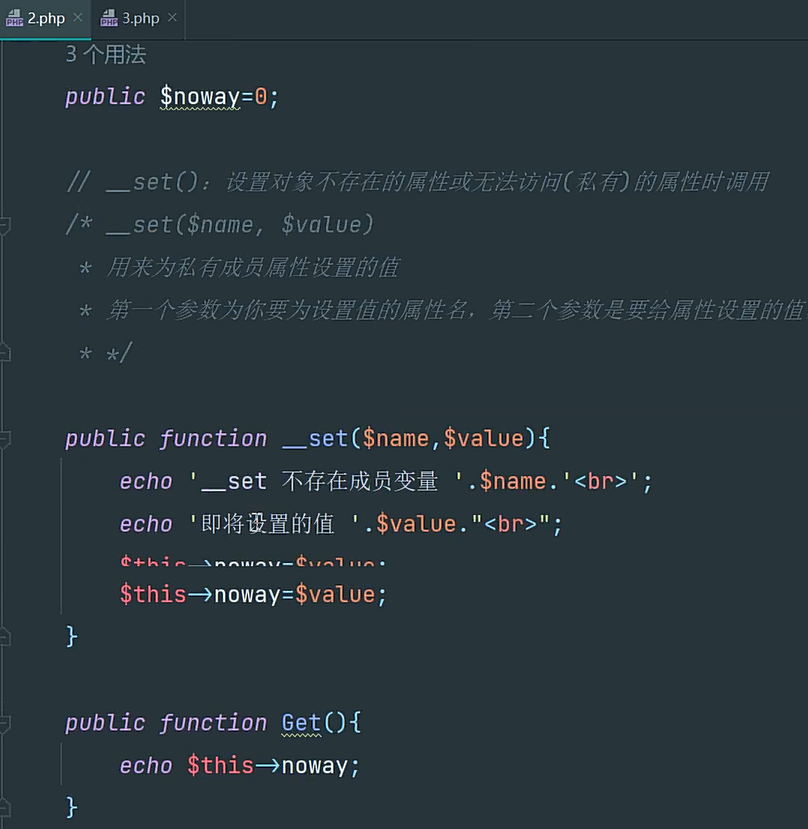 2.php × 3.php ×
3 个用法
public $noway=0;
// __set(): 设置对象不存在的属性或无法访问(私有)的属性时调用
/* __set($name, $value)
* 用来为私有成员属性设置的值
* 第一个参数为你要为设置值的属性名，第二个参数是要给属性设置的值
* */
public function __set($name,$value){
echo '__set 不存在成员变量 '.$name.'<br>';
echo '即将设置的值 '.$value."<br>";
$this->noway=$value;
$this->noway=$value;
}
public function Get(){
echo $this->noway;
}